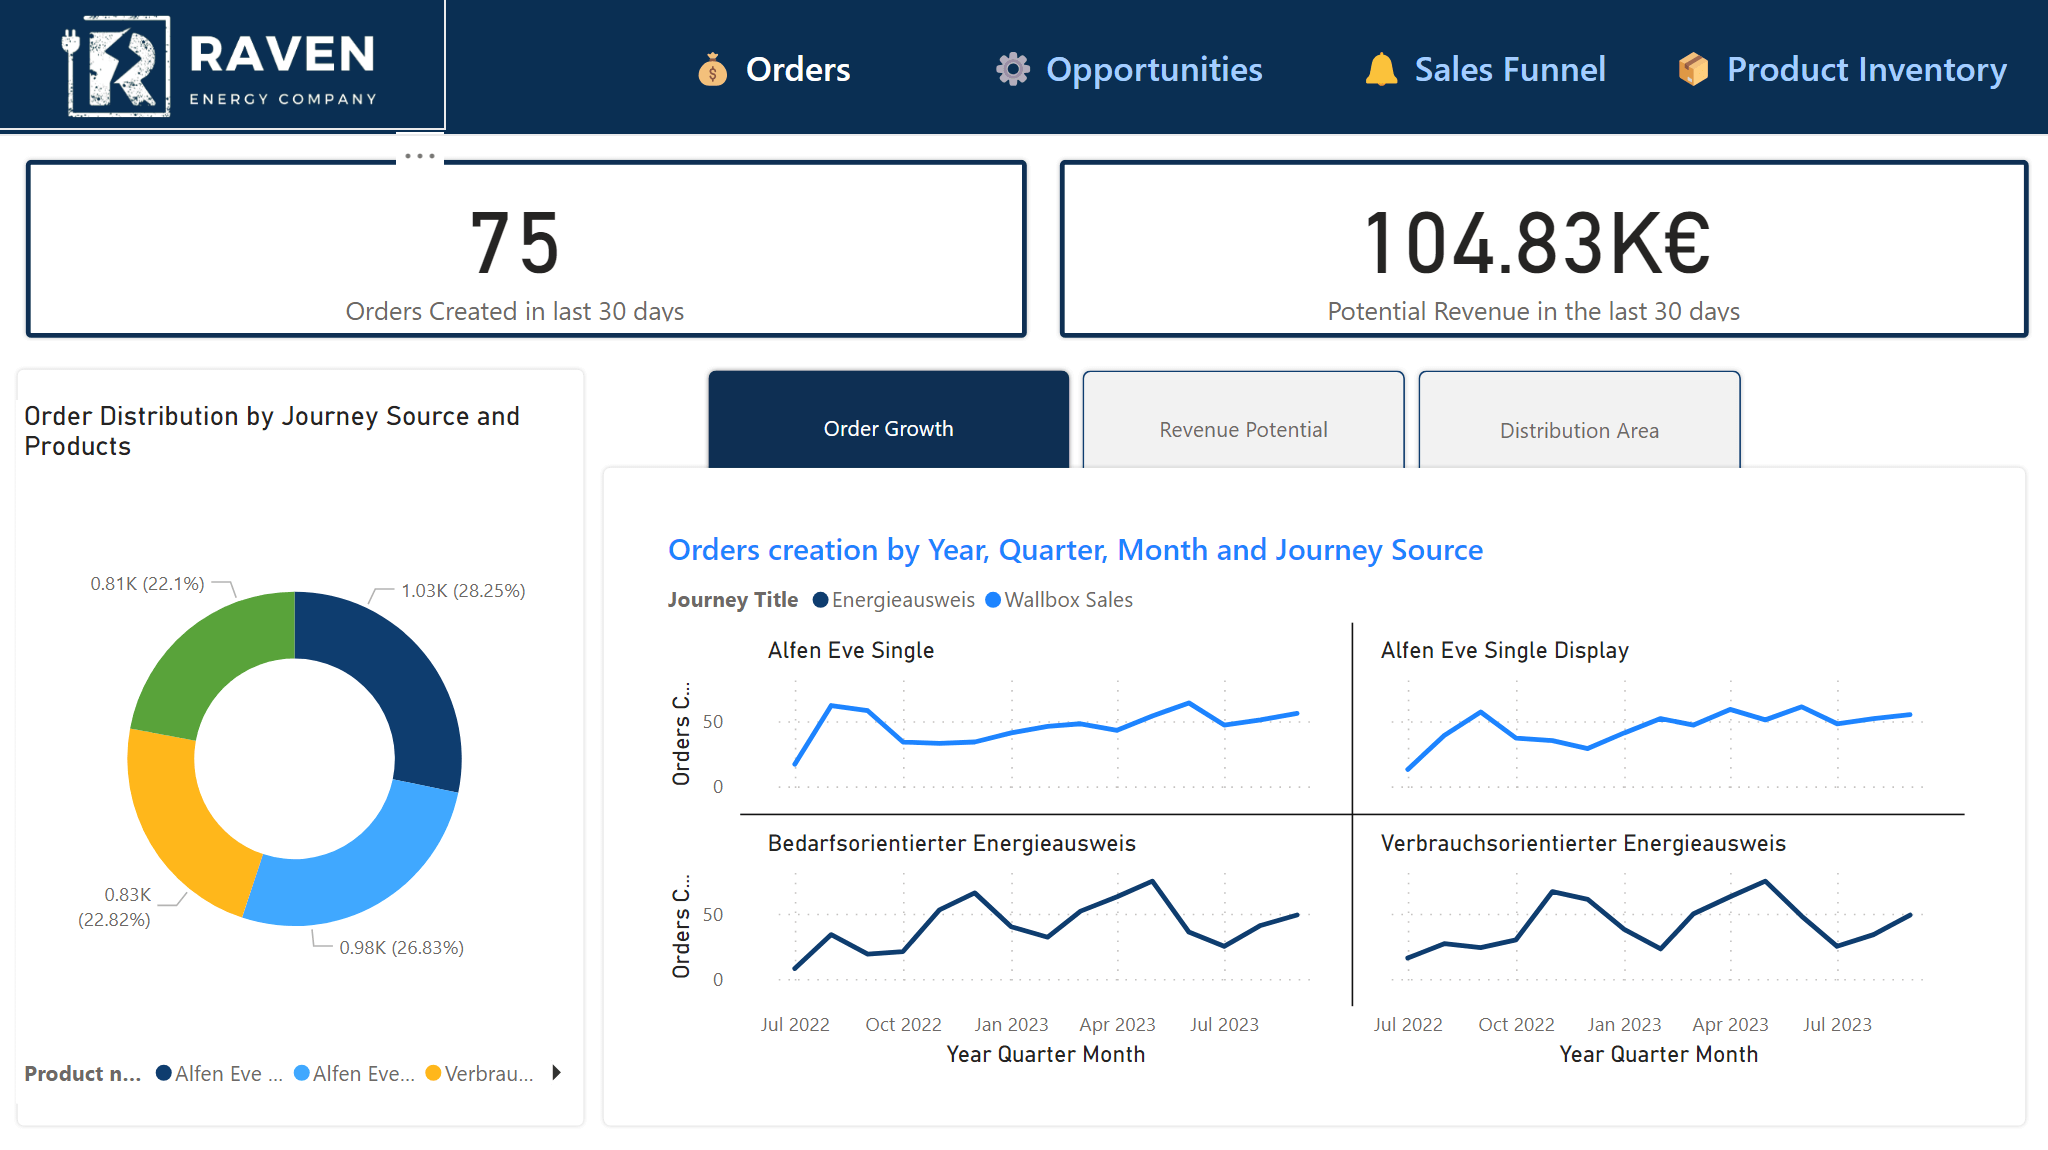 RAVEN
ENERGY COMPANY
Orders
Opportunities
Sales Funnel
Product Inventory
75
Orders Created in last 30 days
104.83K€
Potential Revenue in the last 30 days
Order Distribution by Journey Source and
Products
0.81K (22.1%)
1.03K (28.25%)
0.83K
(22.82%)
0.98K (26.83%)
Product n... Alfen Eve ... Alfen Eve... Verbrau...
Order Growth
Revenue Potential
Distribution Area
Orders creation by Year, Quarter, Month and Journey Source
Journey Title Energieausweis Wallbox Sales
Alfen Eve Single
Alfen Eve Single Display
Orders C...
50
0
Bedarfsorientierter Energieausweis
Verbrauchsorientierter Energieausweis
Orders C...
50
0
Jul 2022 Oct 2022 Jan 2023 Apr 2023 Jul 2023
Jul 2022 Oct 2022 Jan 2023 Apr 2023 Jul 2023
Year Quarter Month
Year Quarter Month